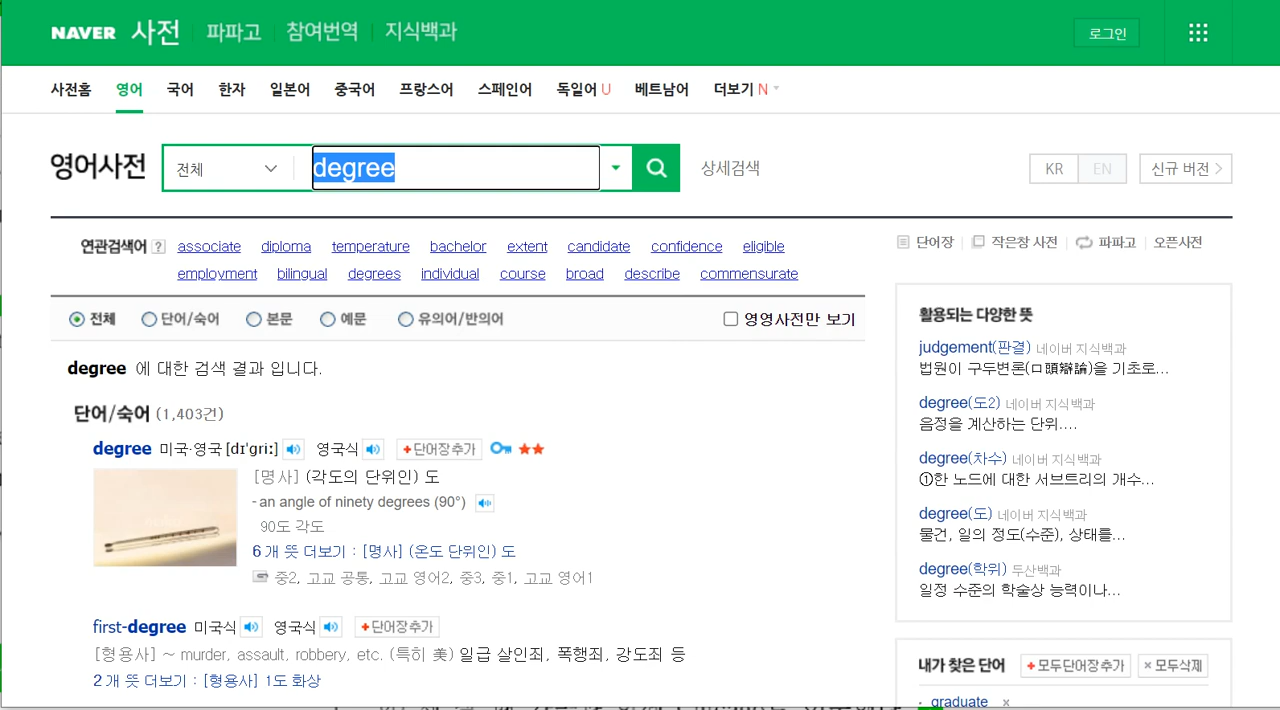 NAVER 사전 파파고 참여번역 지식백과 로그인
사전홈 영어 국어 한자 일본어 중국어 프랑스어 스페인어 독일어 U 베트남어 더보기 N
영어사전 전체 degree 상세검색 KR EN 신규 버전
연관검색어 ? associate diploma temperature bachelor extent candidate confidence eligible
employment bilingual degrees individual course broad describe commensurate
전체 단어/숙어 본문 예문 유의어/반의어 영영사전만 보기
degree 에 대한 검색 결과 입니다.
단어/숙어 (1,403건)
degree 미국·영국 [dɪˈgriː] 영국식 +단어장추가
[명사] (각도의 단위인) 도
- an angle of ninety degrees (90°)
90도 각도
6 개 뜻 더보기 : [명사] (온도 단위인) 도
중2, 고교 공통, 고교 영어2, 중3, 중1, 고교 영어1
first-degree 미국식 영국식 +단어장추가
[형용사] ~ murder, assault, robbery, etc. (특히 美) 일급 살인죄, 폭행죄, 강도죄 등
2 개 뜻 더보기 : [형용사] 1도 화상
단어장 작은창 사전 파파고 오픈사전
활용되는 다양한 뜻
judgement(판결) 네이버 지식백과
법원이 구두변론(口頭辯論)을 기초로...
degree(도2) 네이버 지식백과
음정을 계산하는 단위....
degree(차수) 네이버 지식백과
①한 노드에 대한 서브트리의 개수...
degree(도) 네이버 지식백과
물건, 일의 정도(수준), 상태를...
degree(학위) 두산백과
일정 수준의 학술상 능력이나...
내가 찾은 단어 +모두단어장추가 ×모두삭제
graduate ×